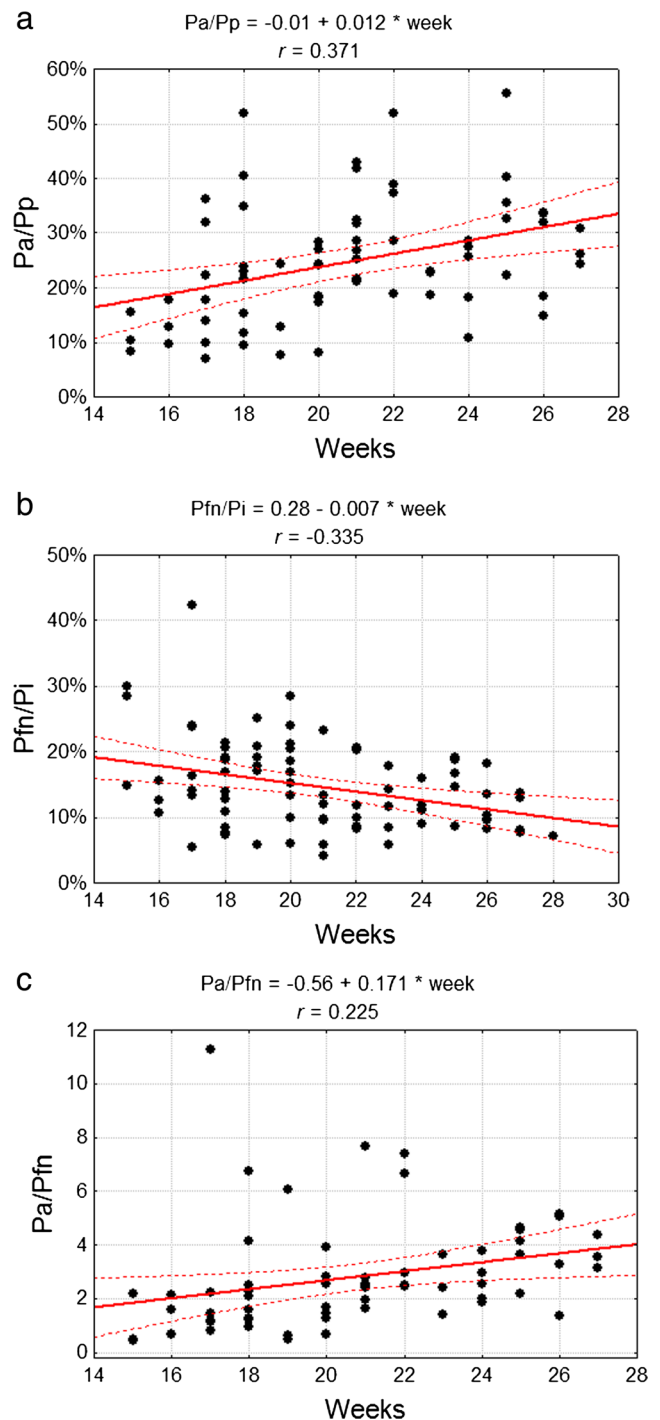 a
Pa/Pp = -0.01 + 0.012 * week
r = 0.371
60%
50%
40%
30%
20%
10%
0%
Pa/Pp
14 16 18 20 22 24 26 28
Weeks
b
Pfn/Pi = 0.28 - 0.007 * week
r = -0.335
50%
40%
30%
20%
10%
0%
Pfn/Pi
14 16 18 20 22 24 26 28 30
Weeks
c
Pa/Pfn = -0.56 + 0.171 * week
r = 0.225
12
10
8
6
4
2
0
Pa/Pfn
14 16 18 20 22 24 26 28
Weeks